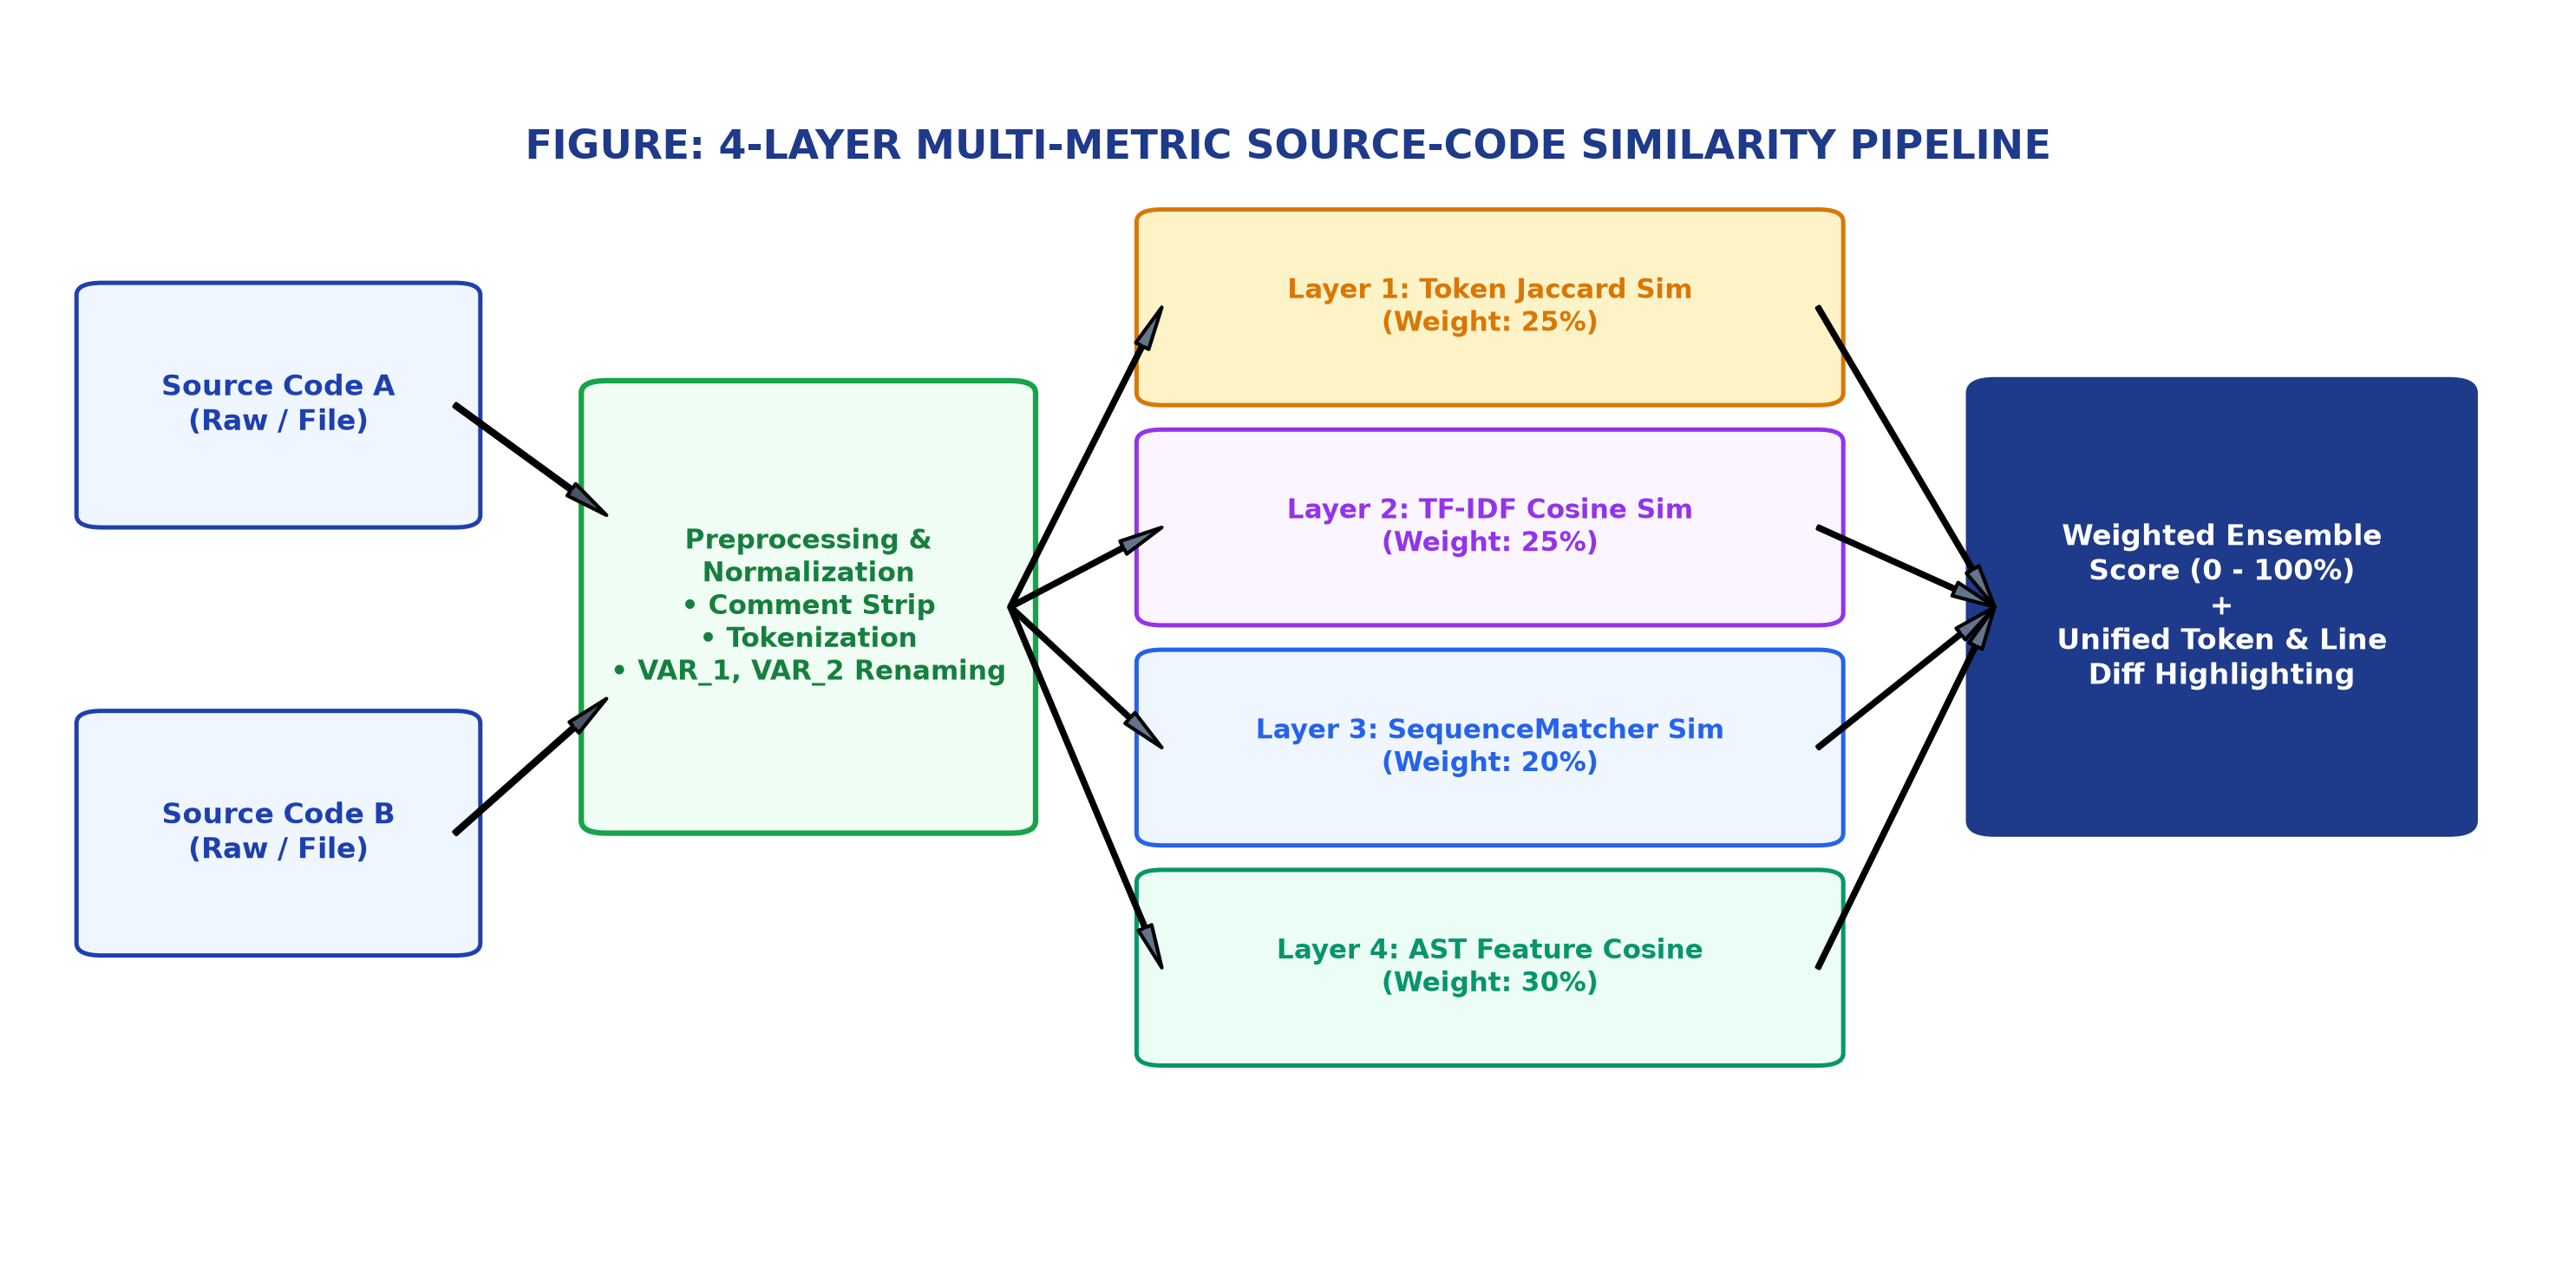 FIGURE: 4-LAYER MULTI-METRIC SOURCE-CODE SIMILARITY PIPELINE
Source Code A
(Raw / File)
Source Code B
(Raw / File)
Preprocessing &
Normalization
• Comment Strip
• Tokenization
• VAR_1, VAR_2 Renaming
Layer 1: Token Jaccard Sim
(Weight: 25%)
Layer 2: TF-IDF Cosine Sim
(Weight: 25%)
Layer 3: SequenceMatcher Sim
(Weight: 20%)
Layer 4: AST Feature Cosine
(Weight: 30%)
Weighted Ensemble
Score (0 - 100%)
+
Unified Token & Line
Diff Highlighting